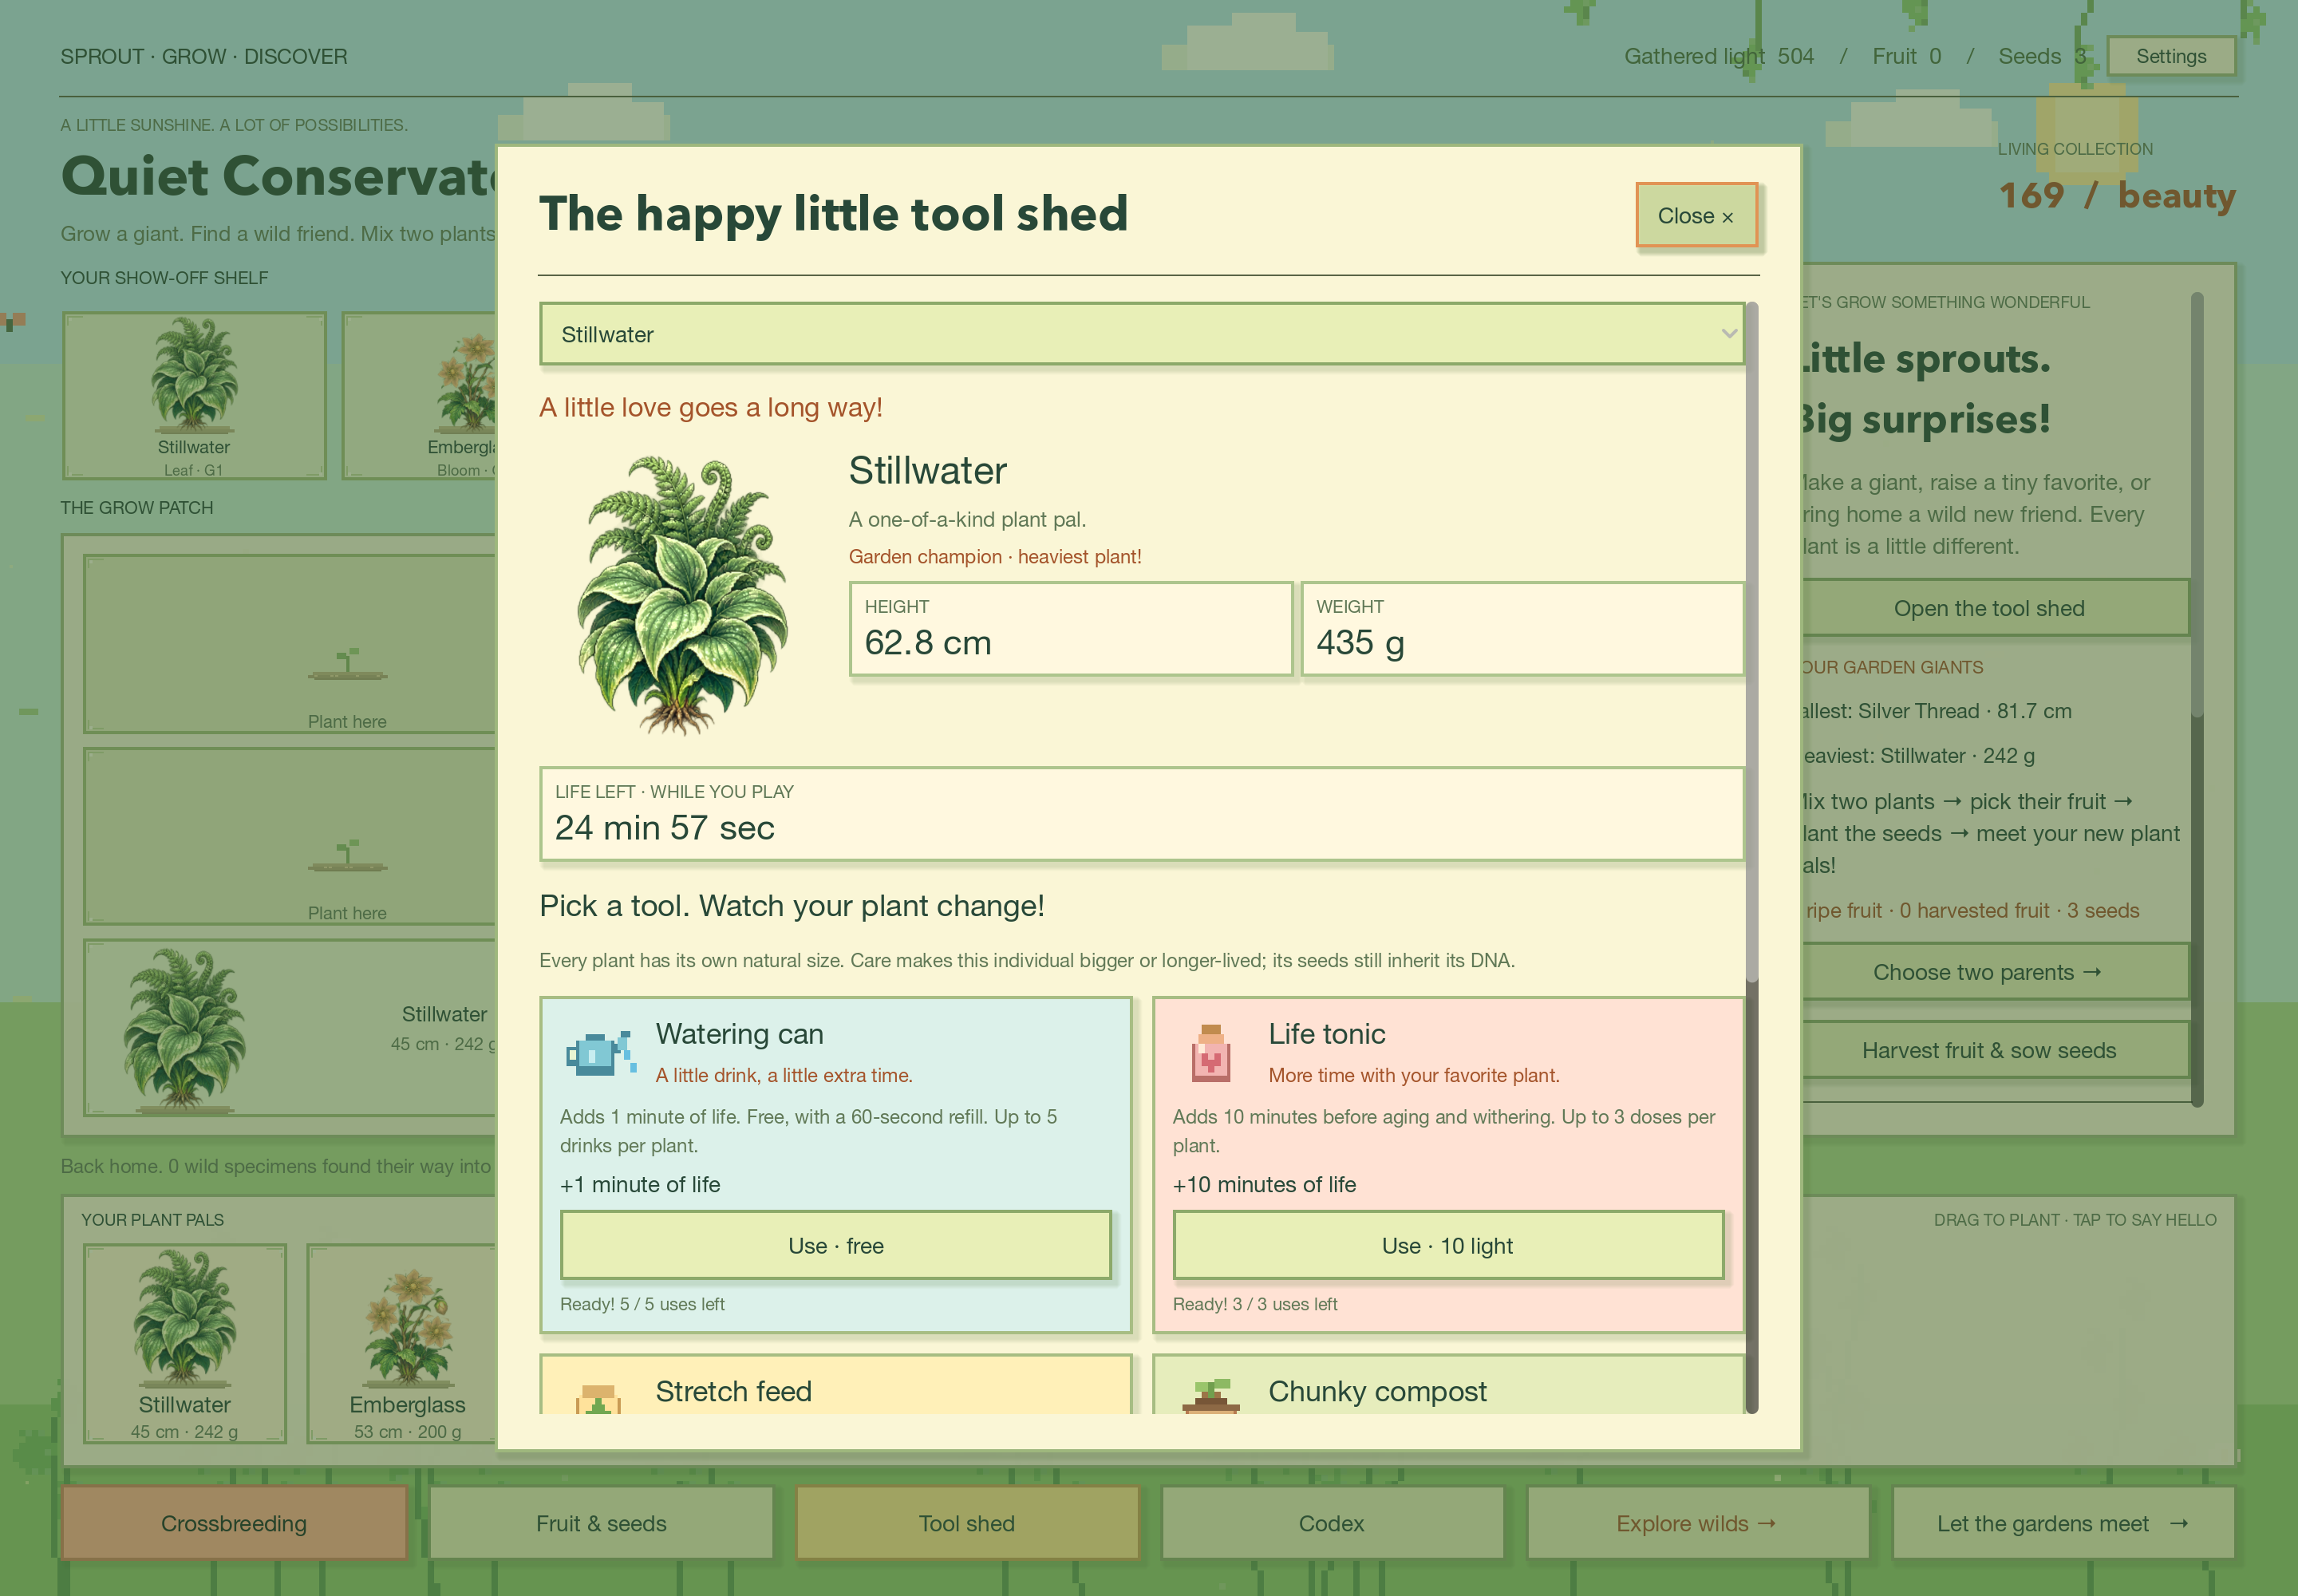 SPROUT · GROW · DISCOVER
Gathered light 504 / Fruit 0 / Seeds 3
Settings
A LITTLE SUNSHINE. A LOT OF POSSIBILITIES.
Quiet Conservato
LIVING COLLECTION
169 / beauty
Grow a giant. Find a wild friend. Mix two plants
YOUR SHOW-OFF SHELF
Stillwater
Leaf · G1
Embergla
Bloom ·
THE GROW PATCH
Plant here
Plant here
Stillwater
45 cm · 242 g
Back home. 0 wild specimens found their way into
YOUR PLANT PALS
DRAG TO PLANT · TAP TO SAY HELLO
Stillwater
45 cm · 242 g
Emberglass
53 cm · 200 g
The happy little tool shed
Close ×
Stillwater
A little love goes a long way!
Stillwater
A one-of-a-kind plant pal.
Garden champion · heaviest plant!
HEIGHT
62.8 cm
WEIGHT
435 g
LIFE LEFT · WHILE YOU PLAY
24 min 57 sec
Pick a tool. Watch your plant change!
Every plant has its own natural size. Care makes this individual bigger or longer-lived; its seeds still inherit its DNA.
Watering can
A little drink, a little extra time.
Adds 1 minute of life. Free, with a 60-second refill. Up to 5
drinks per plant.
+1 minute of life
Use · free
Ready! 5 / 5 uses left
Life tonic
More time with your favorite plant.
Adds 10 minutes before aging and withering. Up to 3 doses per
plant.
+10 minutes of life
Use · 10 light
Ready! 3 / 3 uses left
Stretch feed
Chunky compost
ET'S GROW SOMETHING WONDERFUL
Little sprouts.
Big surprises!
Make a giant, raise a tiny favorite, or
ring home a wild new friend. Every
lant is a little different.
Open the tool shed
OUR GARDEN GIANTS
allest: Silver Thread · 81.7 cm
eaviest: Stillwater · 242 g
Mix two plants → pick their fruit →
lant the seeds → meet your new plant
als!
ripe fruit · 0 harvested fruit · 3 seeds
Choose two parents →
Harvest fruit & sow seeds
Crossbreeding
Fruit & seeds
Tool shed
Codex
Explore wilds →
Let the gardens meet →